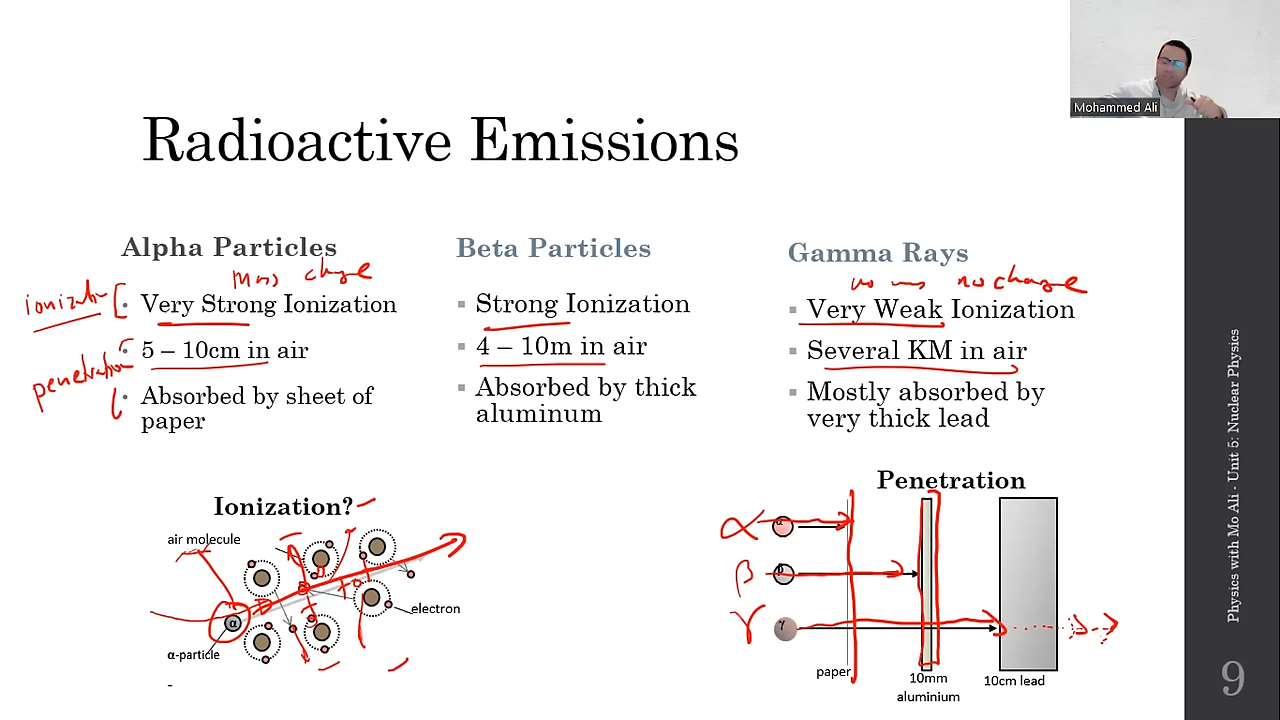 Mohammed Ali
Radioactive Emissions
Alpha Particles
mass charge
ionization
Very Strong Ionization
5 – 10cm in air
penetration
Absorbed by sheet of
paper
Beta Particles
Strong Ionization
4 – 10m in air
Absorbed by thick
aluminum
Gamma Rays
no mass no charge
Very Weak Ionization
Several KM in air
Mostly absorbed by
very thick lead
Ionization?
air molecule
electron
α
α-particle
Penetration
α
β
γ
paper
10mm
aluminium
10cm lead
Physics with Mo Ali - Unit 5: Nuclear Physics
9